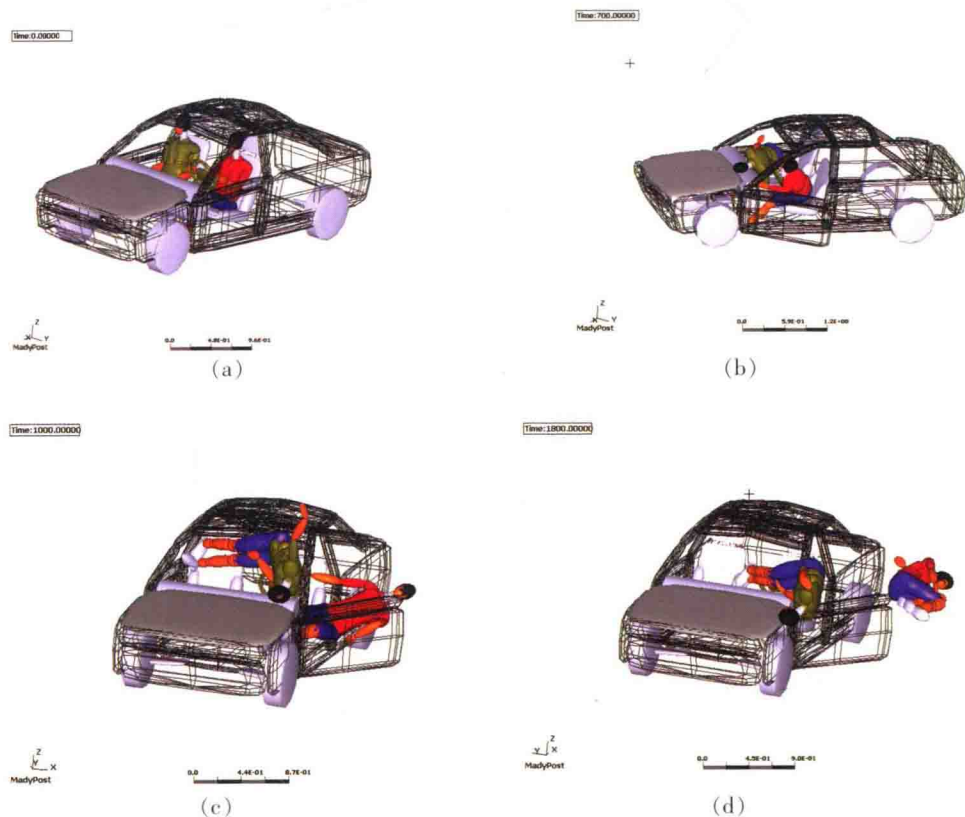 Time:0.00000
Z
X Y
MadyPost
0.0 4.8E-01 9.6E-01
(a)
Time:700.00000
Z
X Y
MadyPost
0.0 5.9E-01 1.2E+00
(b)
Time:1000.00000
Z
Y
X
MadyPost
0.0 4.4E-01 8.7E-01
(c)
Time:1800.00000
Z
Y X
MadyPost
0.0 4.5E-01 9.0E-01
(d)